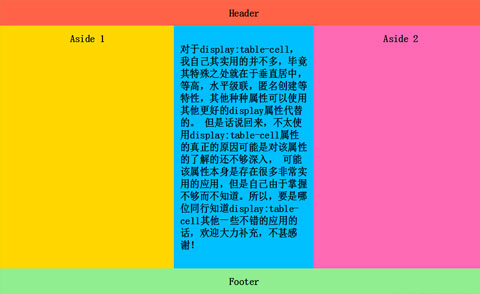 Header
Aside 1
Aside 2
对于display:table-cell,
我自己其实用的并不多，毕竟
其特殊之处就在于垂直居中，
等高，水平级联，匿名创建等
特性，其他种种属性可以使用
其他更好的display属性代替
的。 但是话说回来，不太使
用display:table-cell属性
的真正的原因可能是对该属性
的了解的还不够深入， 可能
该属性本身是存在很多非常实
用的应用，但是自己由于掌握
不够而不知道。所以，要是哪
位同行知道display:table-
cell其他一些不错的应用的
话，欢迎大力补充，不甚感
谢！
Footer